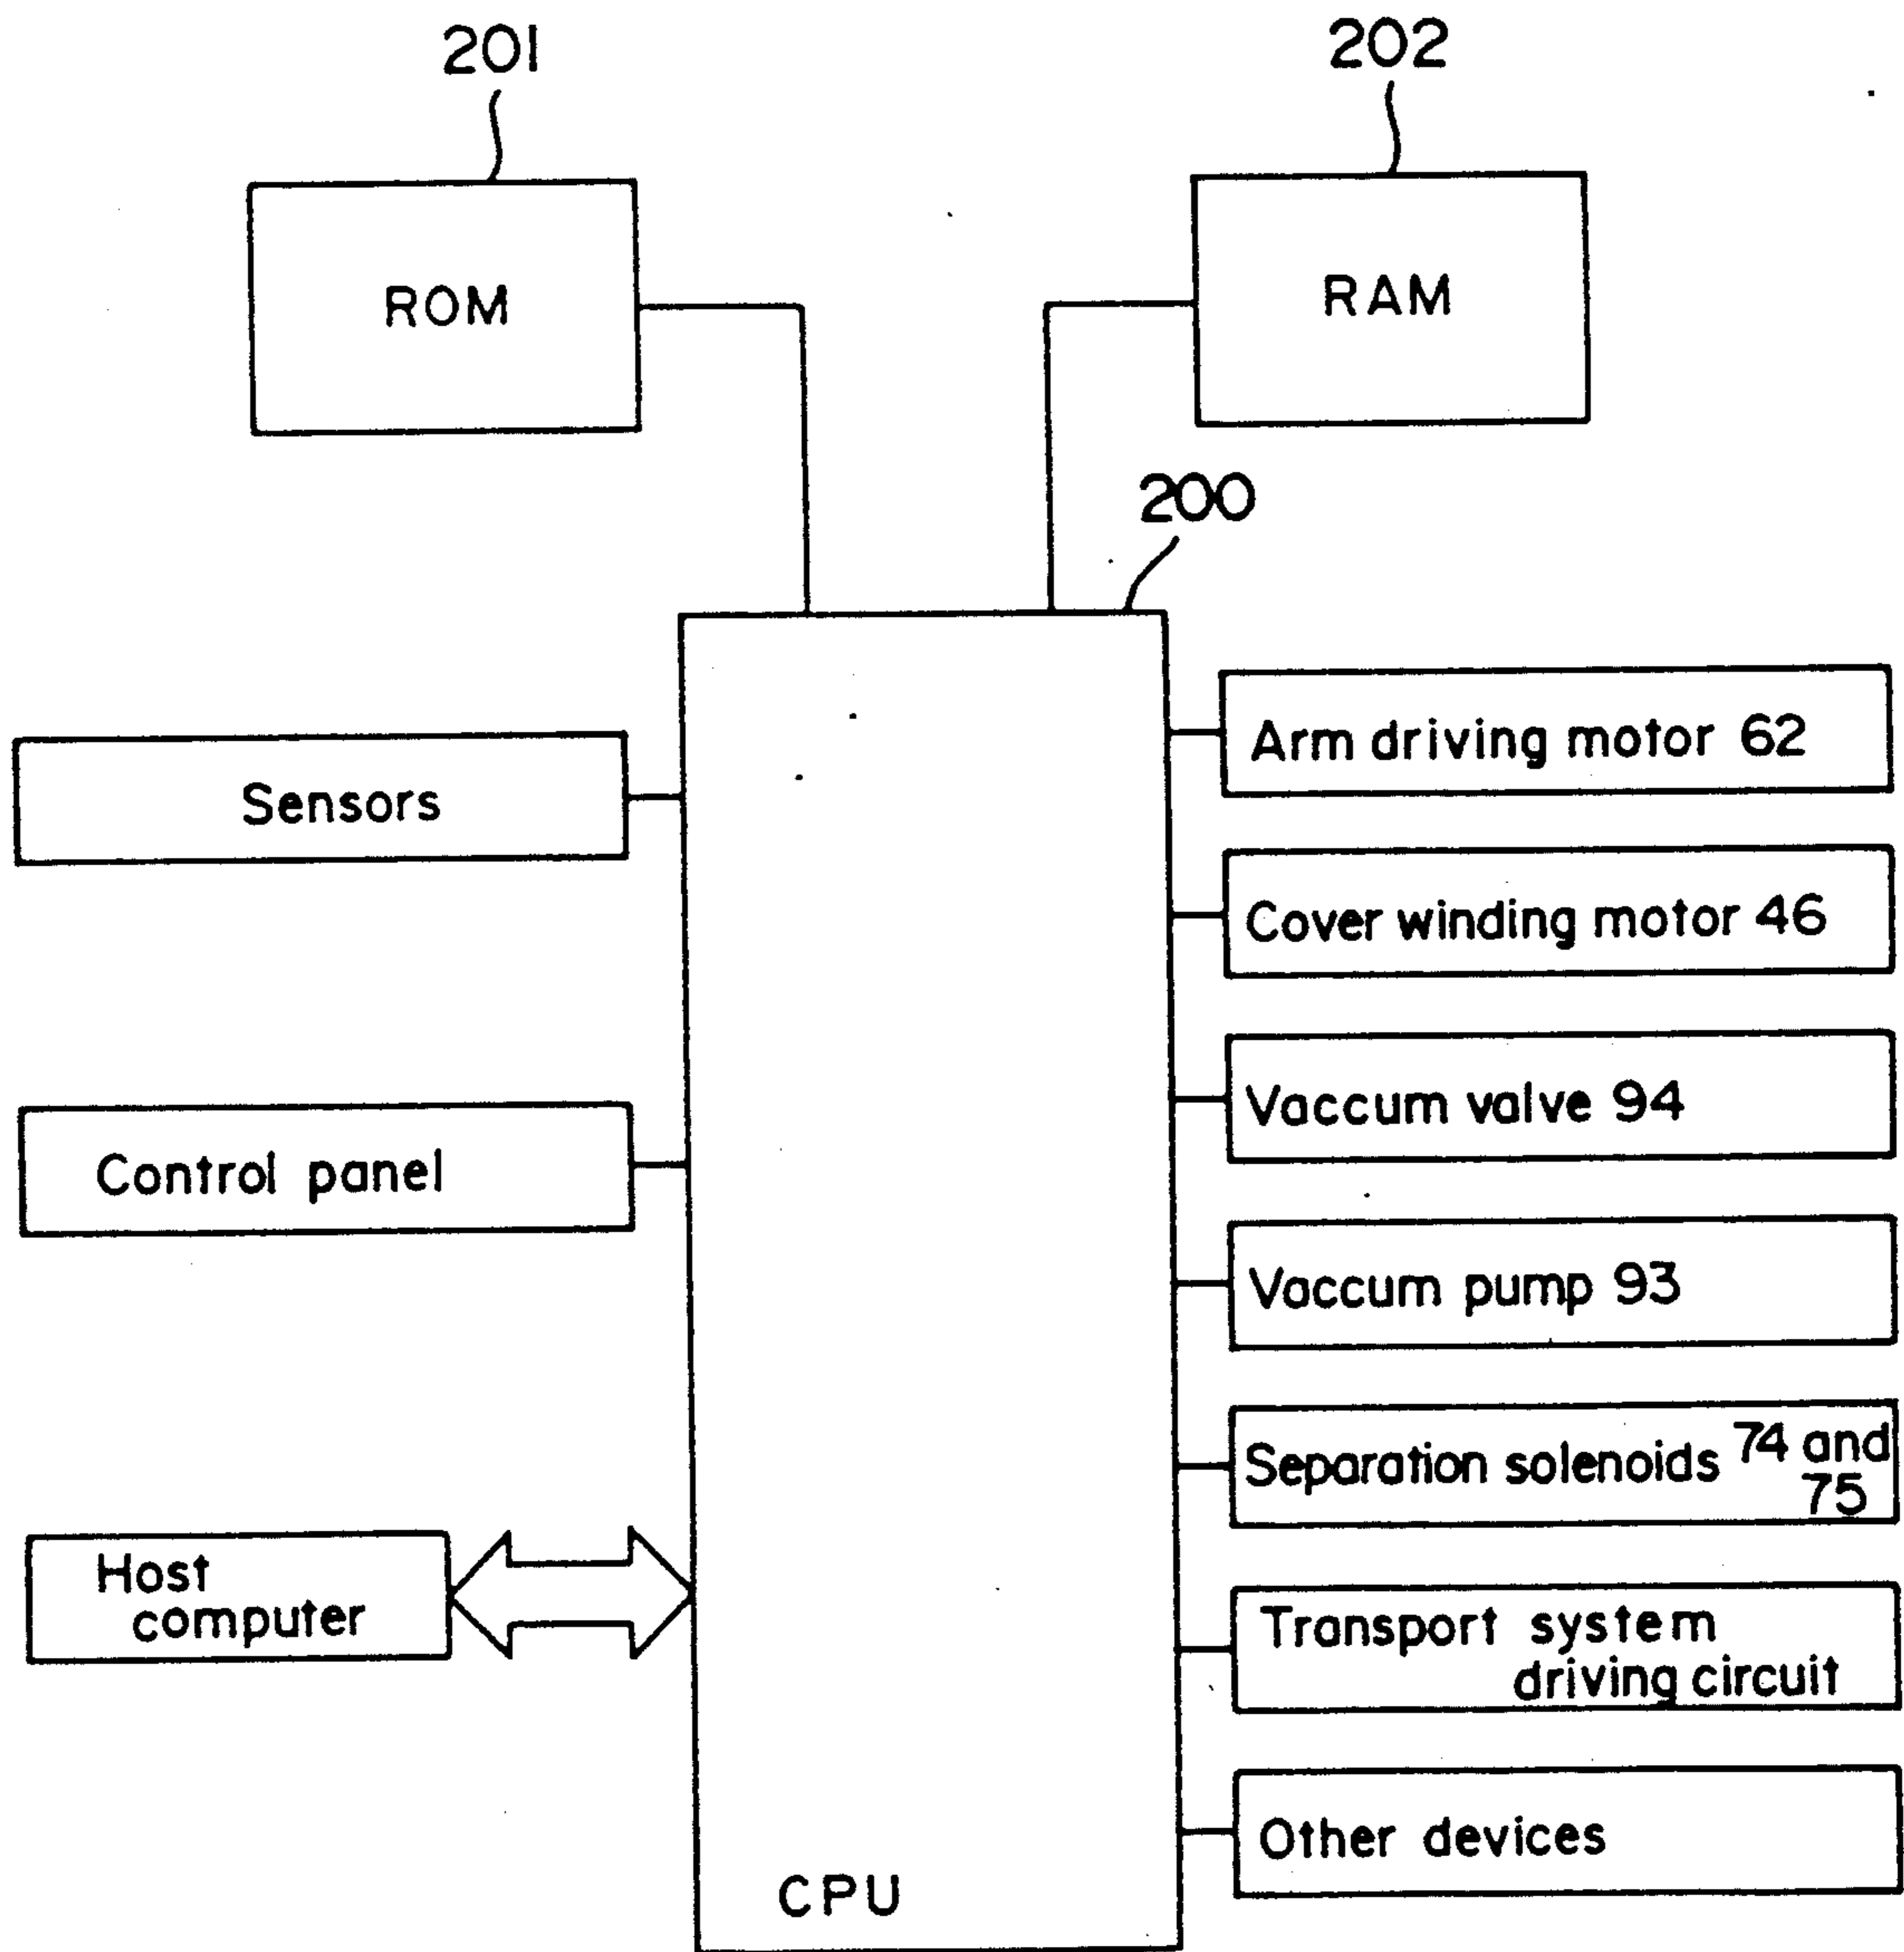 201
202
ROM
RAM
200
Sensors
Control panel
Host
computer
Arm driving motor 62
Cover winding motor 46
Vaccum valve 94
Vaccum pump 93
Separation solenoids 74 and
75
Transport system
driving circuit
Other devices
CPU